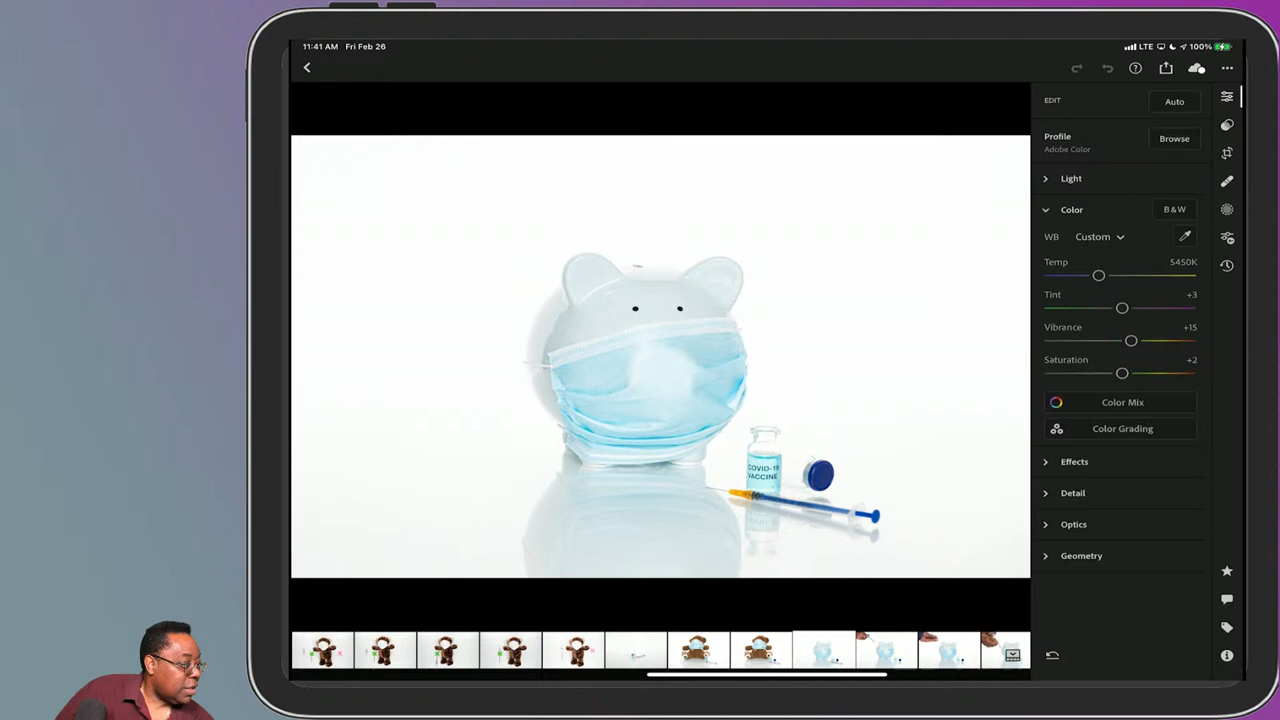 11:41 AM Fri Feb 26
LTE 100%
EDIT
Auto
Profile
Adobe Color
Browse
Light
Color
B & W
WB Custom
Temp 5450K
Tint +3
Vibrance +15
Saturation +2
Color Mix
Color Grading
Effects
Detail
Optics
Geometry
COVID-19
VACCINE